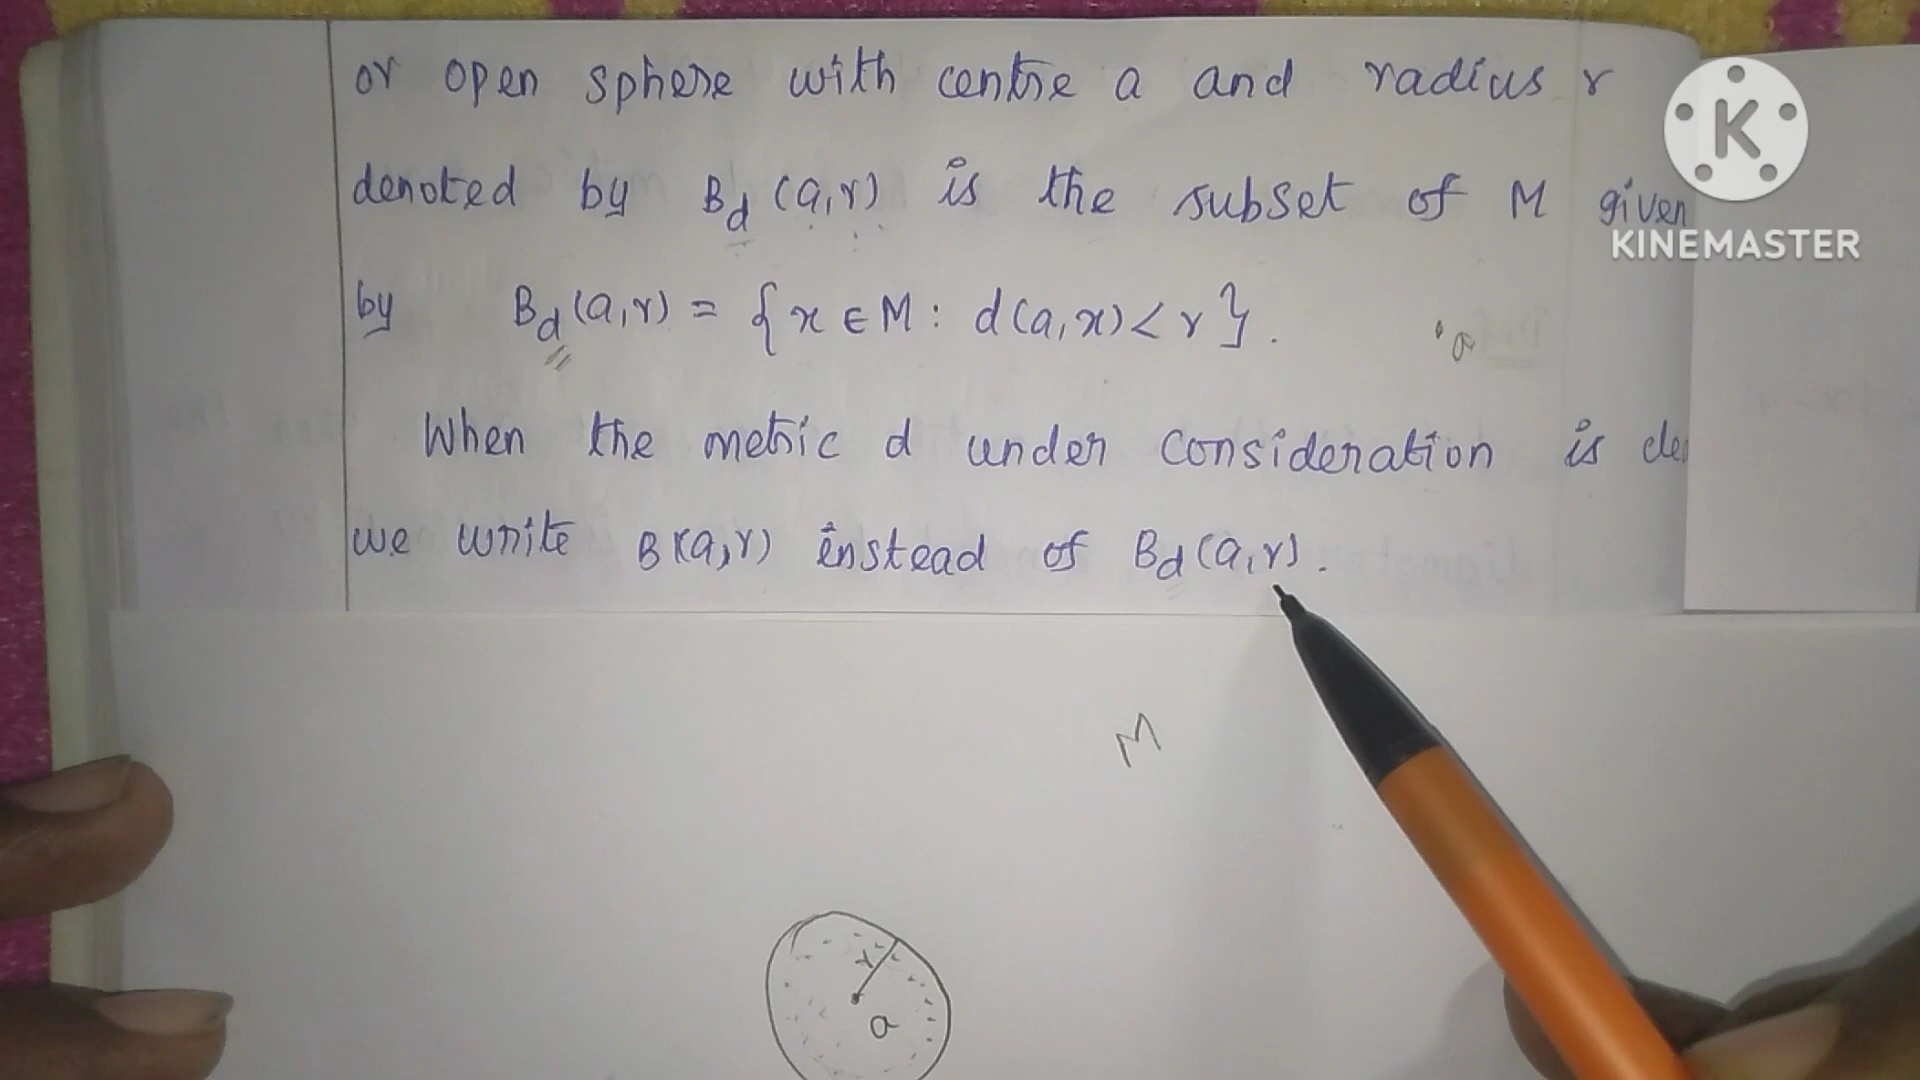 or open sphere with centre a and radius r
denoted by B_d (a,r) is the subset of M given
by B_d (a,r) = { x ∈ M : d(a,x) < r }.
When the metric d under consideration is
we write B(a,r) instead of B_d (a,r).
M
r
a
K
KINEMASTER